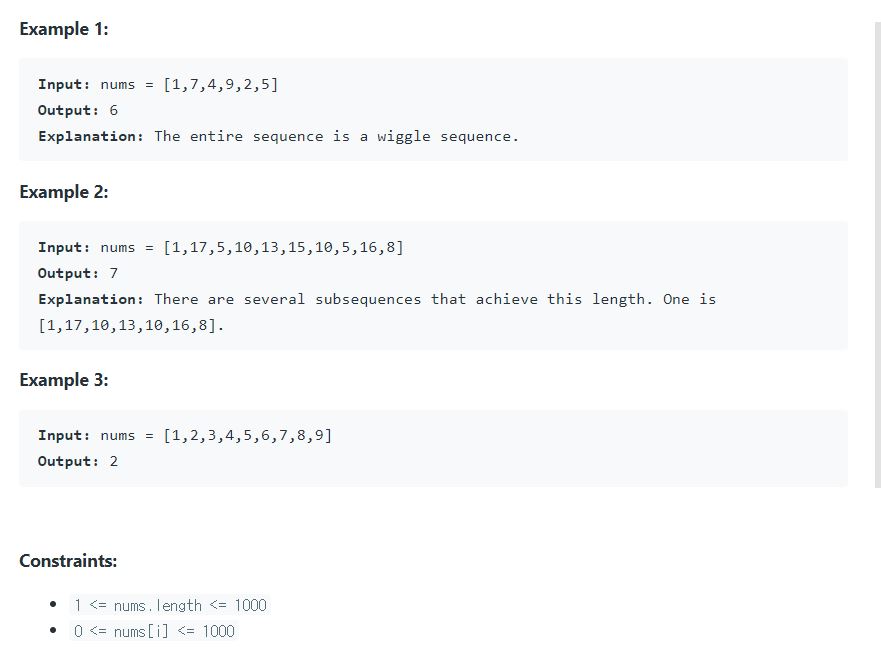 Example 1:
Input: nums = [1,7,4,9,2,5]
Output: 6
Explanation: The entire sequence is a wiggle sequence.
Example 2:
Input: nums = [1,17,5,10,13,15,10,5,16,8]
Output: 7
Explanation: There are several subsequences that achieve this length. One is
[1,17,10,13,10,16,8].
Example 3:
Input: nums = [1,2,3,4,5,6,7,8,9]
Output: 2
Constraints:
• 1 <= nums.length <= 1000
• 0 <= nums[i] <= 1000